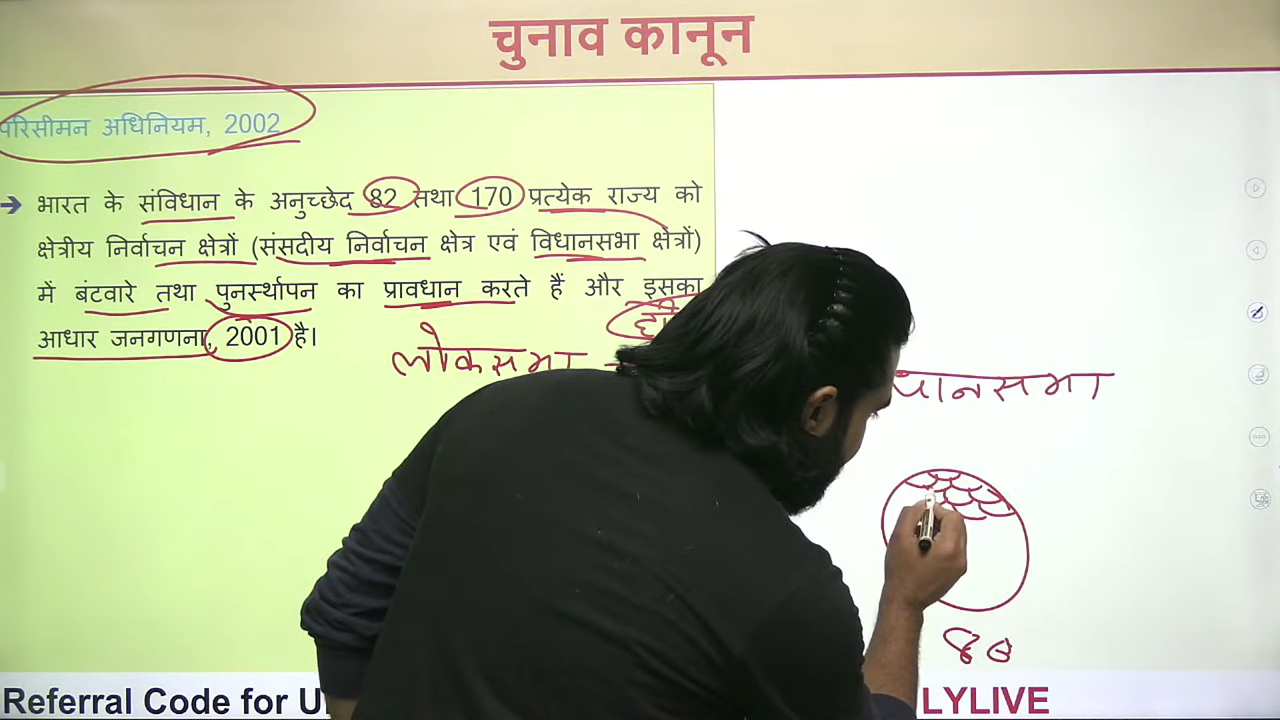 चुनाव कानून
परिसीमन अधिनियम, 2002
भारत के संविधान के अनुच्छेद 82 तथा 170 प्रत्येक राज्य को
क्षेत्रीय निर्वाचन क्षेत्रों (संसदीय निर्वाचन क्षेत्र एवं विधानसभा क्षेत्रों)
में बंटवारे तथा पुनर्स्थापन का प्रावधान करते हैं और इसका
आधार जनगणना, 2001 है।
लोकसभा
धानसभा
Referral Code for U
LYLIVE